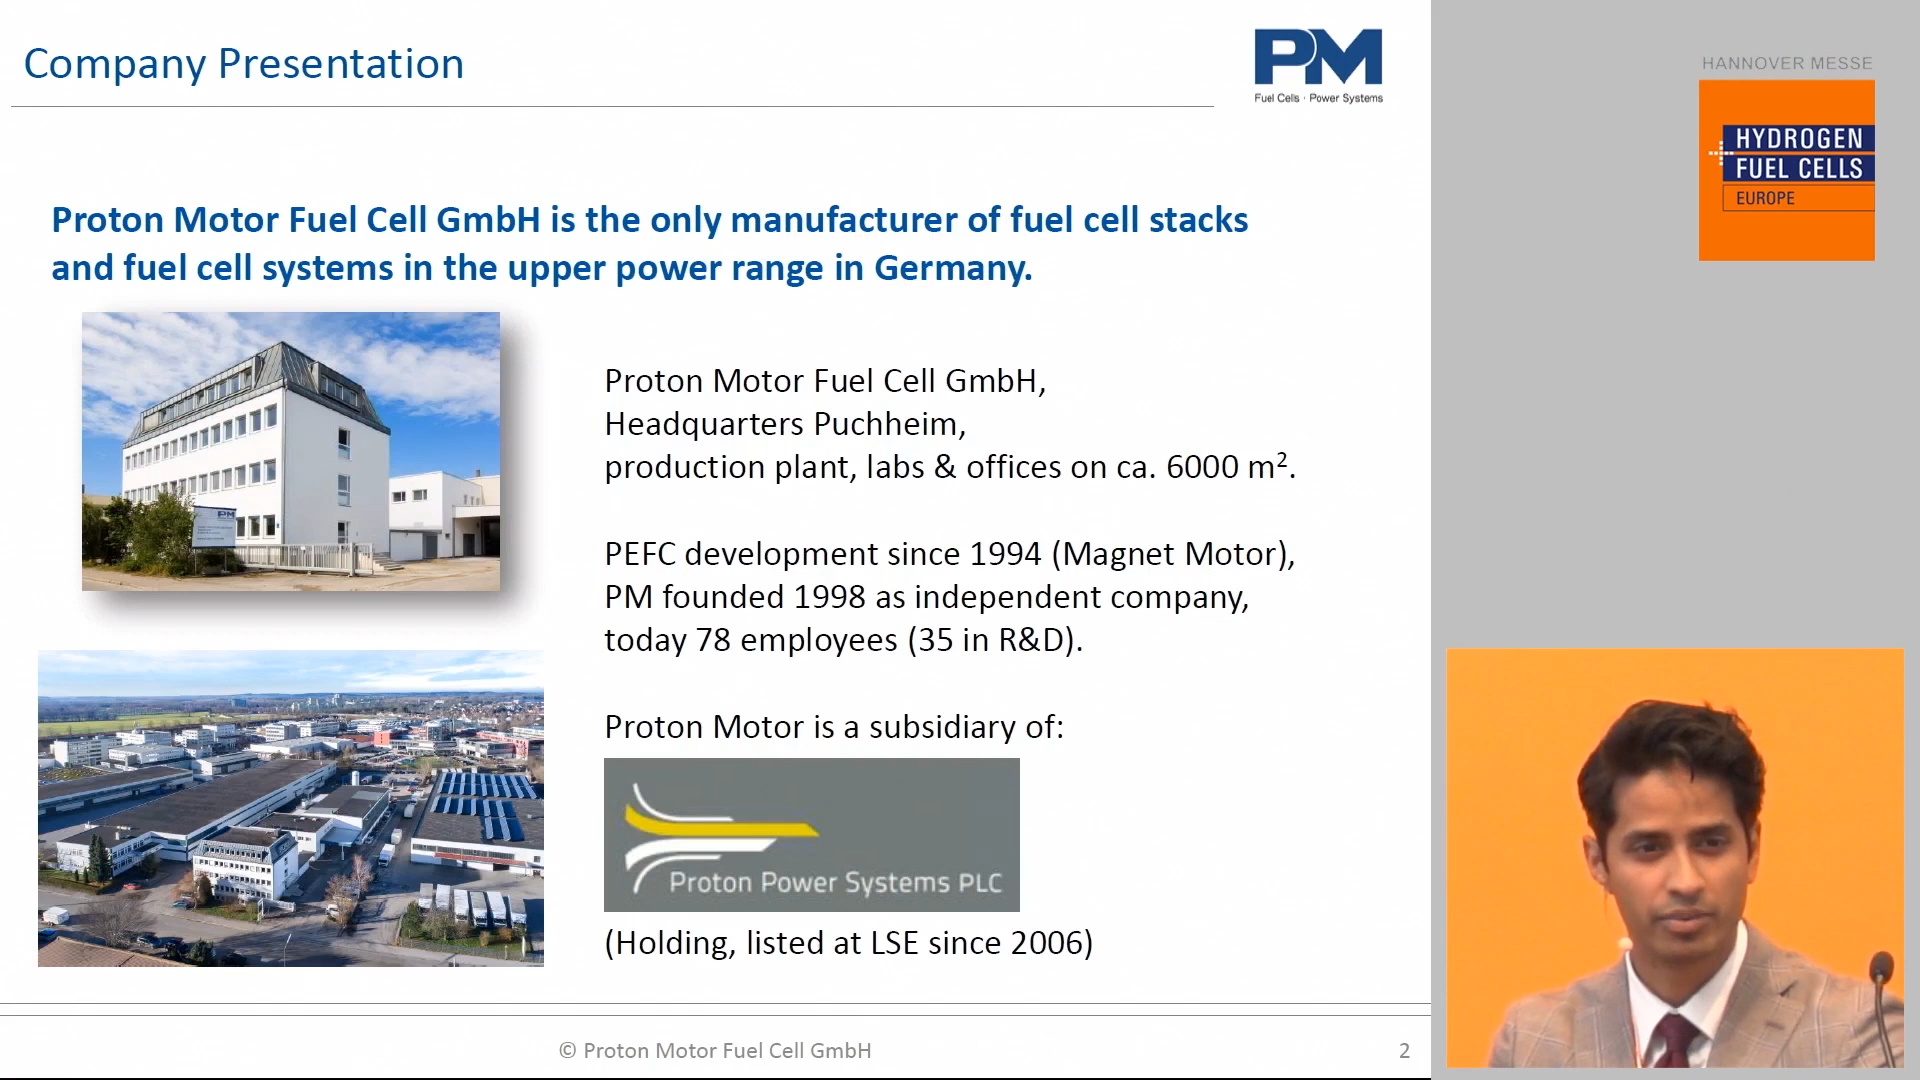 Company Presentation
PM
Fuel Cells · Power Systems
HANNOVER MESSE
HYDROGEN
FUEL CELLS
EUROPE
Proton Motor Fuel Cell GmbH is the only manufacturer of fuel cell stacks
and fuel cell systems in the upper power range in Germany.
PM
Proton Motor Fuel Cell GmbH,
Headquarters Puchheim,
production plant, labs & offices on ca. 6000 m².
PEFC development since 1994 (Magnet Motor),
PM founded 1998 as independent company,
today 78 employees (35 in R&D).
Proton Motor is a subsidiary of:
Proton Power Systems PLC
(Holding, listed at LSE since 2006)
© Proton Motor Fuel Cell GmbH
2